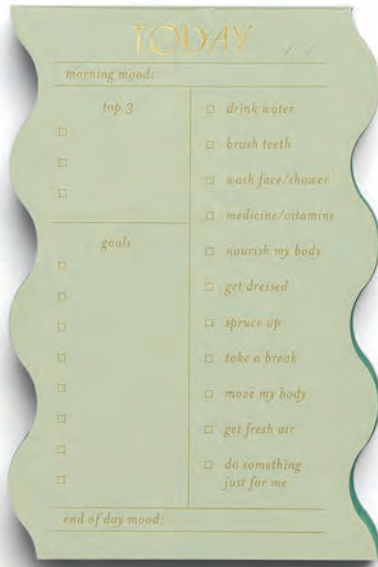 TODAY
morning mood:
top 3
goals
drink water
brush teeth
wash face/shower
medicine/vitamins
nourish my body
get dressed
spruce up
take a break
move my body
get fresh air
do something
just for me
end of day mood: